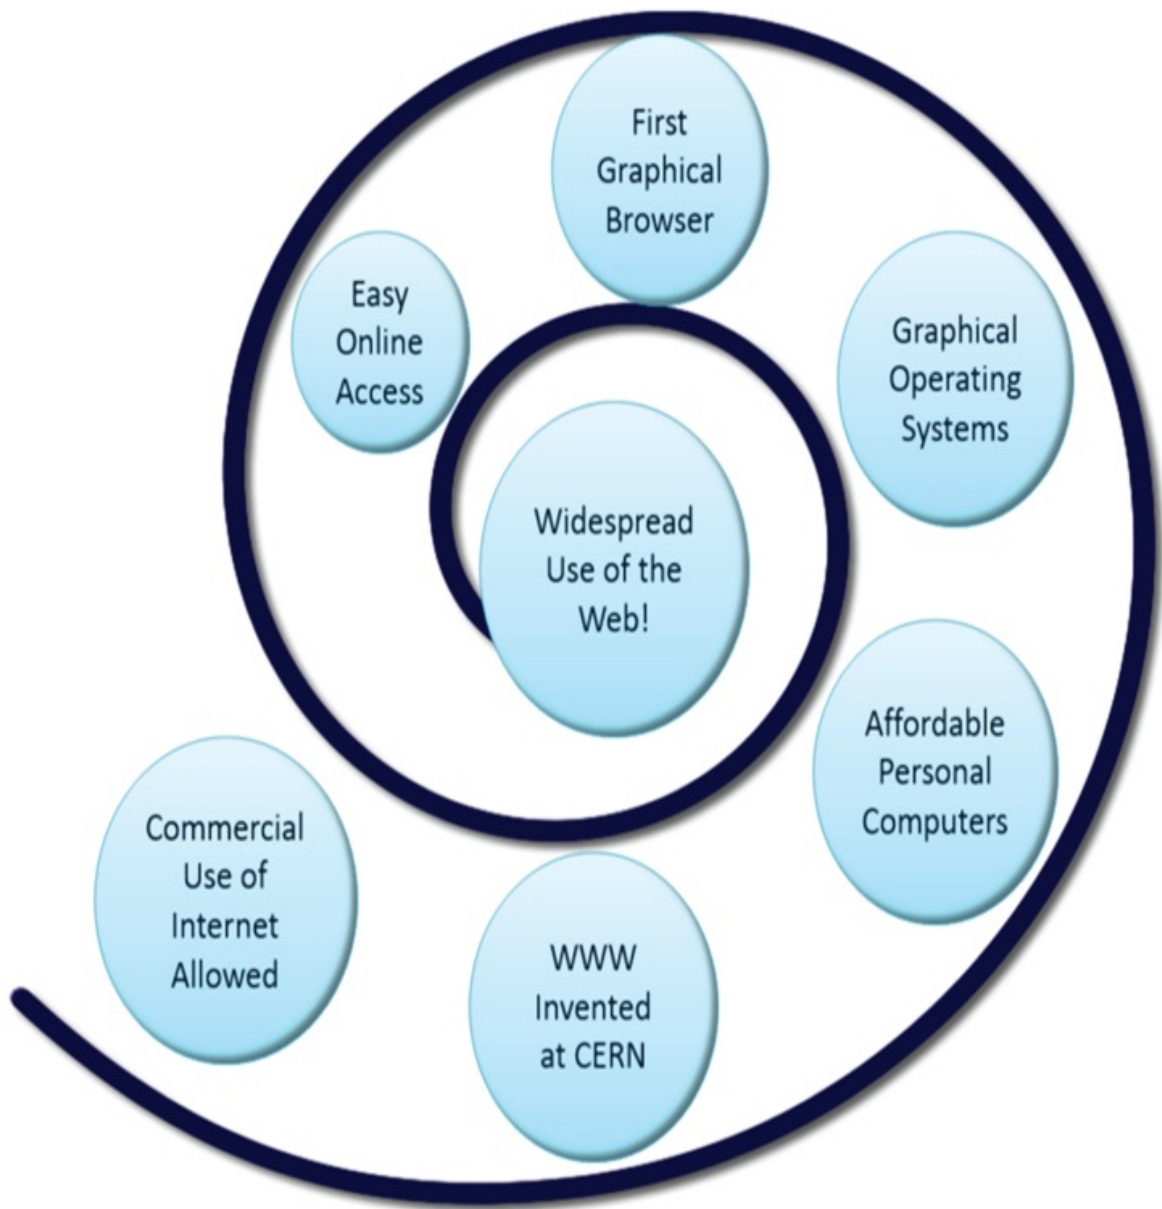 First
Graphical
Browser
Easy
Online
Access
Graphical
Operating
Systems
Widespread
Use of the
Web!
Affordable
Personal
Computers
Commercial
Use of
Internet
Allowed
WWW
Invented
at CERN